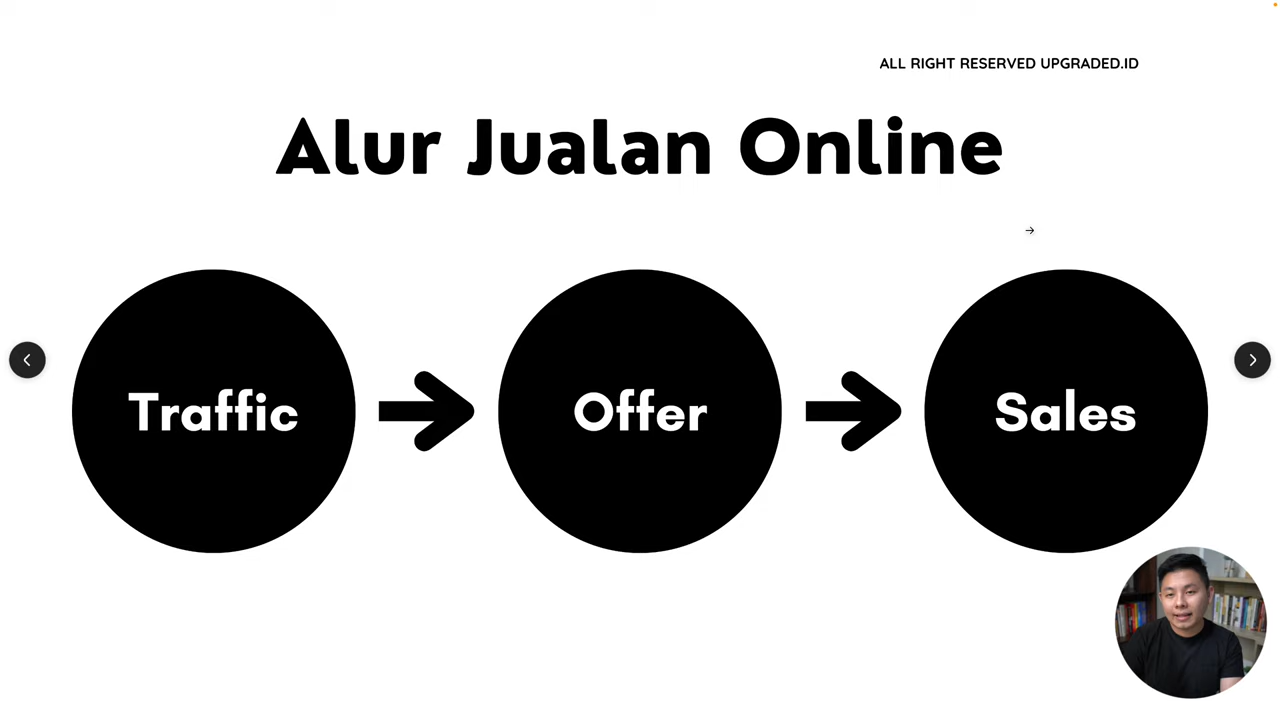 ALL RIGHT RESERVED UPGRADED.ID
Alur Jualan Online
Traffic
Offer
Sales